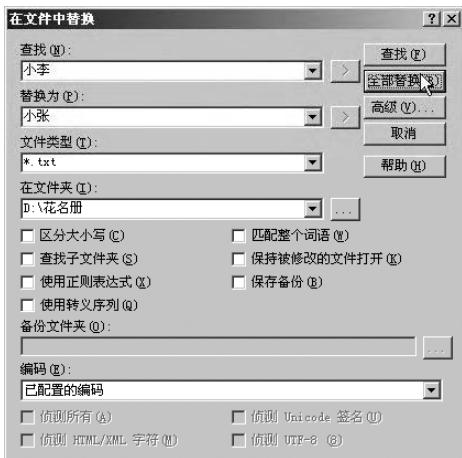 在文件中替换
查找(N):
小李
查找(F)
替换为(P):
全部替换(R)
小张
高级(V)...
文件类型(T):
取消
*.txt
帮助(H)
在文件夹(I):
D:\花名册
...
区分大小写(C)
匹配整个词语(W)
查找子文件夹(S)
保持被修改的文件打开(K)
使用正则表达式(X)
保存备份(B)
使用转义序列(Q)
备份文件夹(O):
...
编码(E):
已配置的编码
侦测所有(A)
侦测 Unicode 签名(U)
侦测 HTML/XML 字符(M)
侦测 UTF-8 (8)